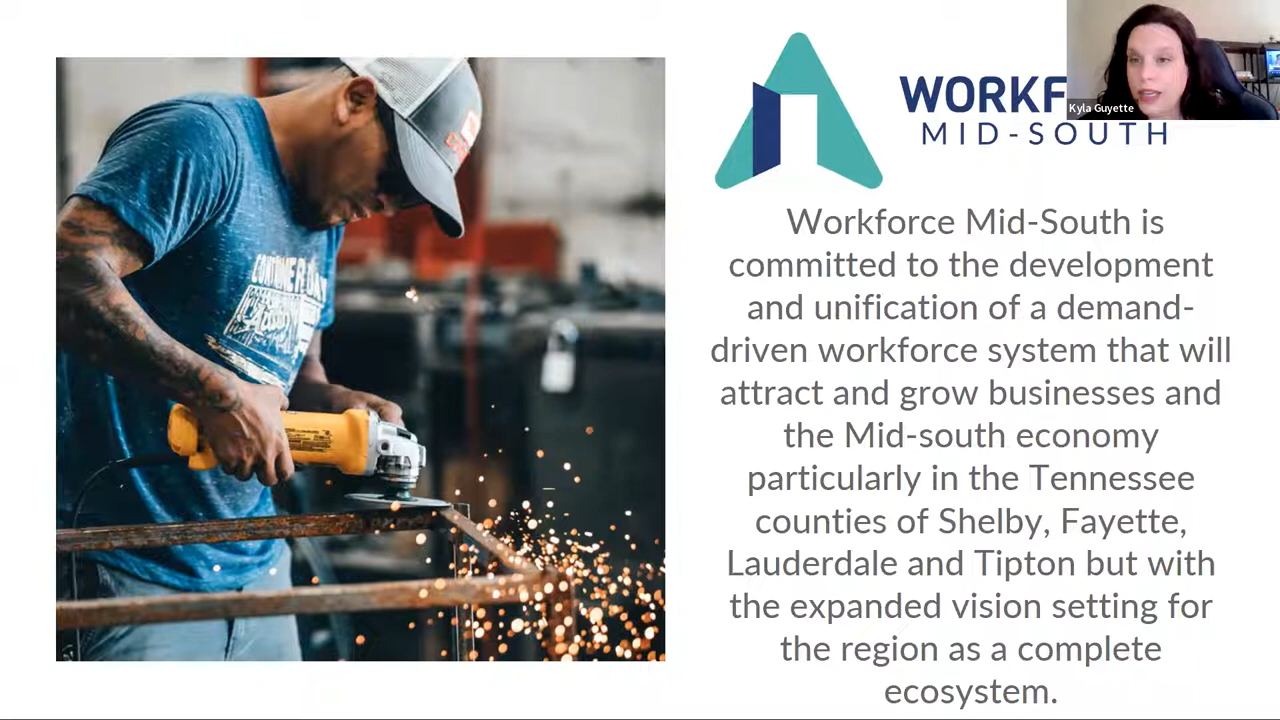 WORKF
MID-SOUTH
Kyla Guyette
Workforce Mid-South is
committed to the development
and unification of a demand-
driven workforce system that will
attract and grow businesses and
the Mid-south economy
particularly in the Tennessee
counties of Shelby, Fayette,
Lauderdale and Tipton but with
the expanded vision setting for
the region as a complete
ecosystem.